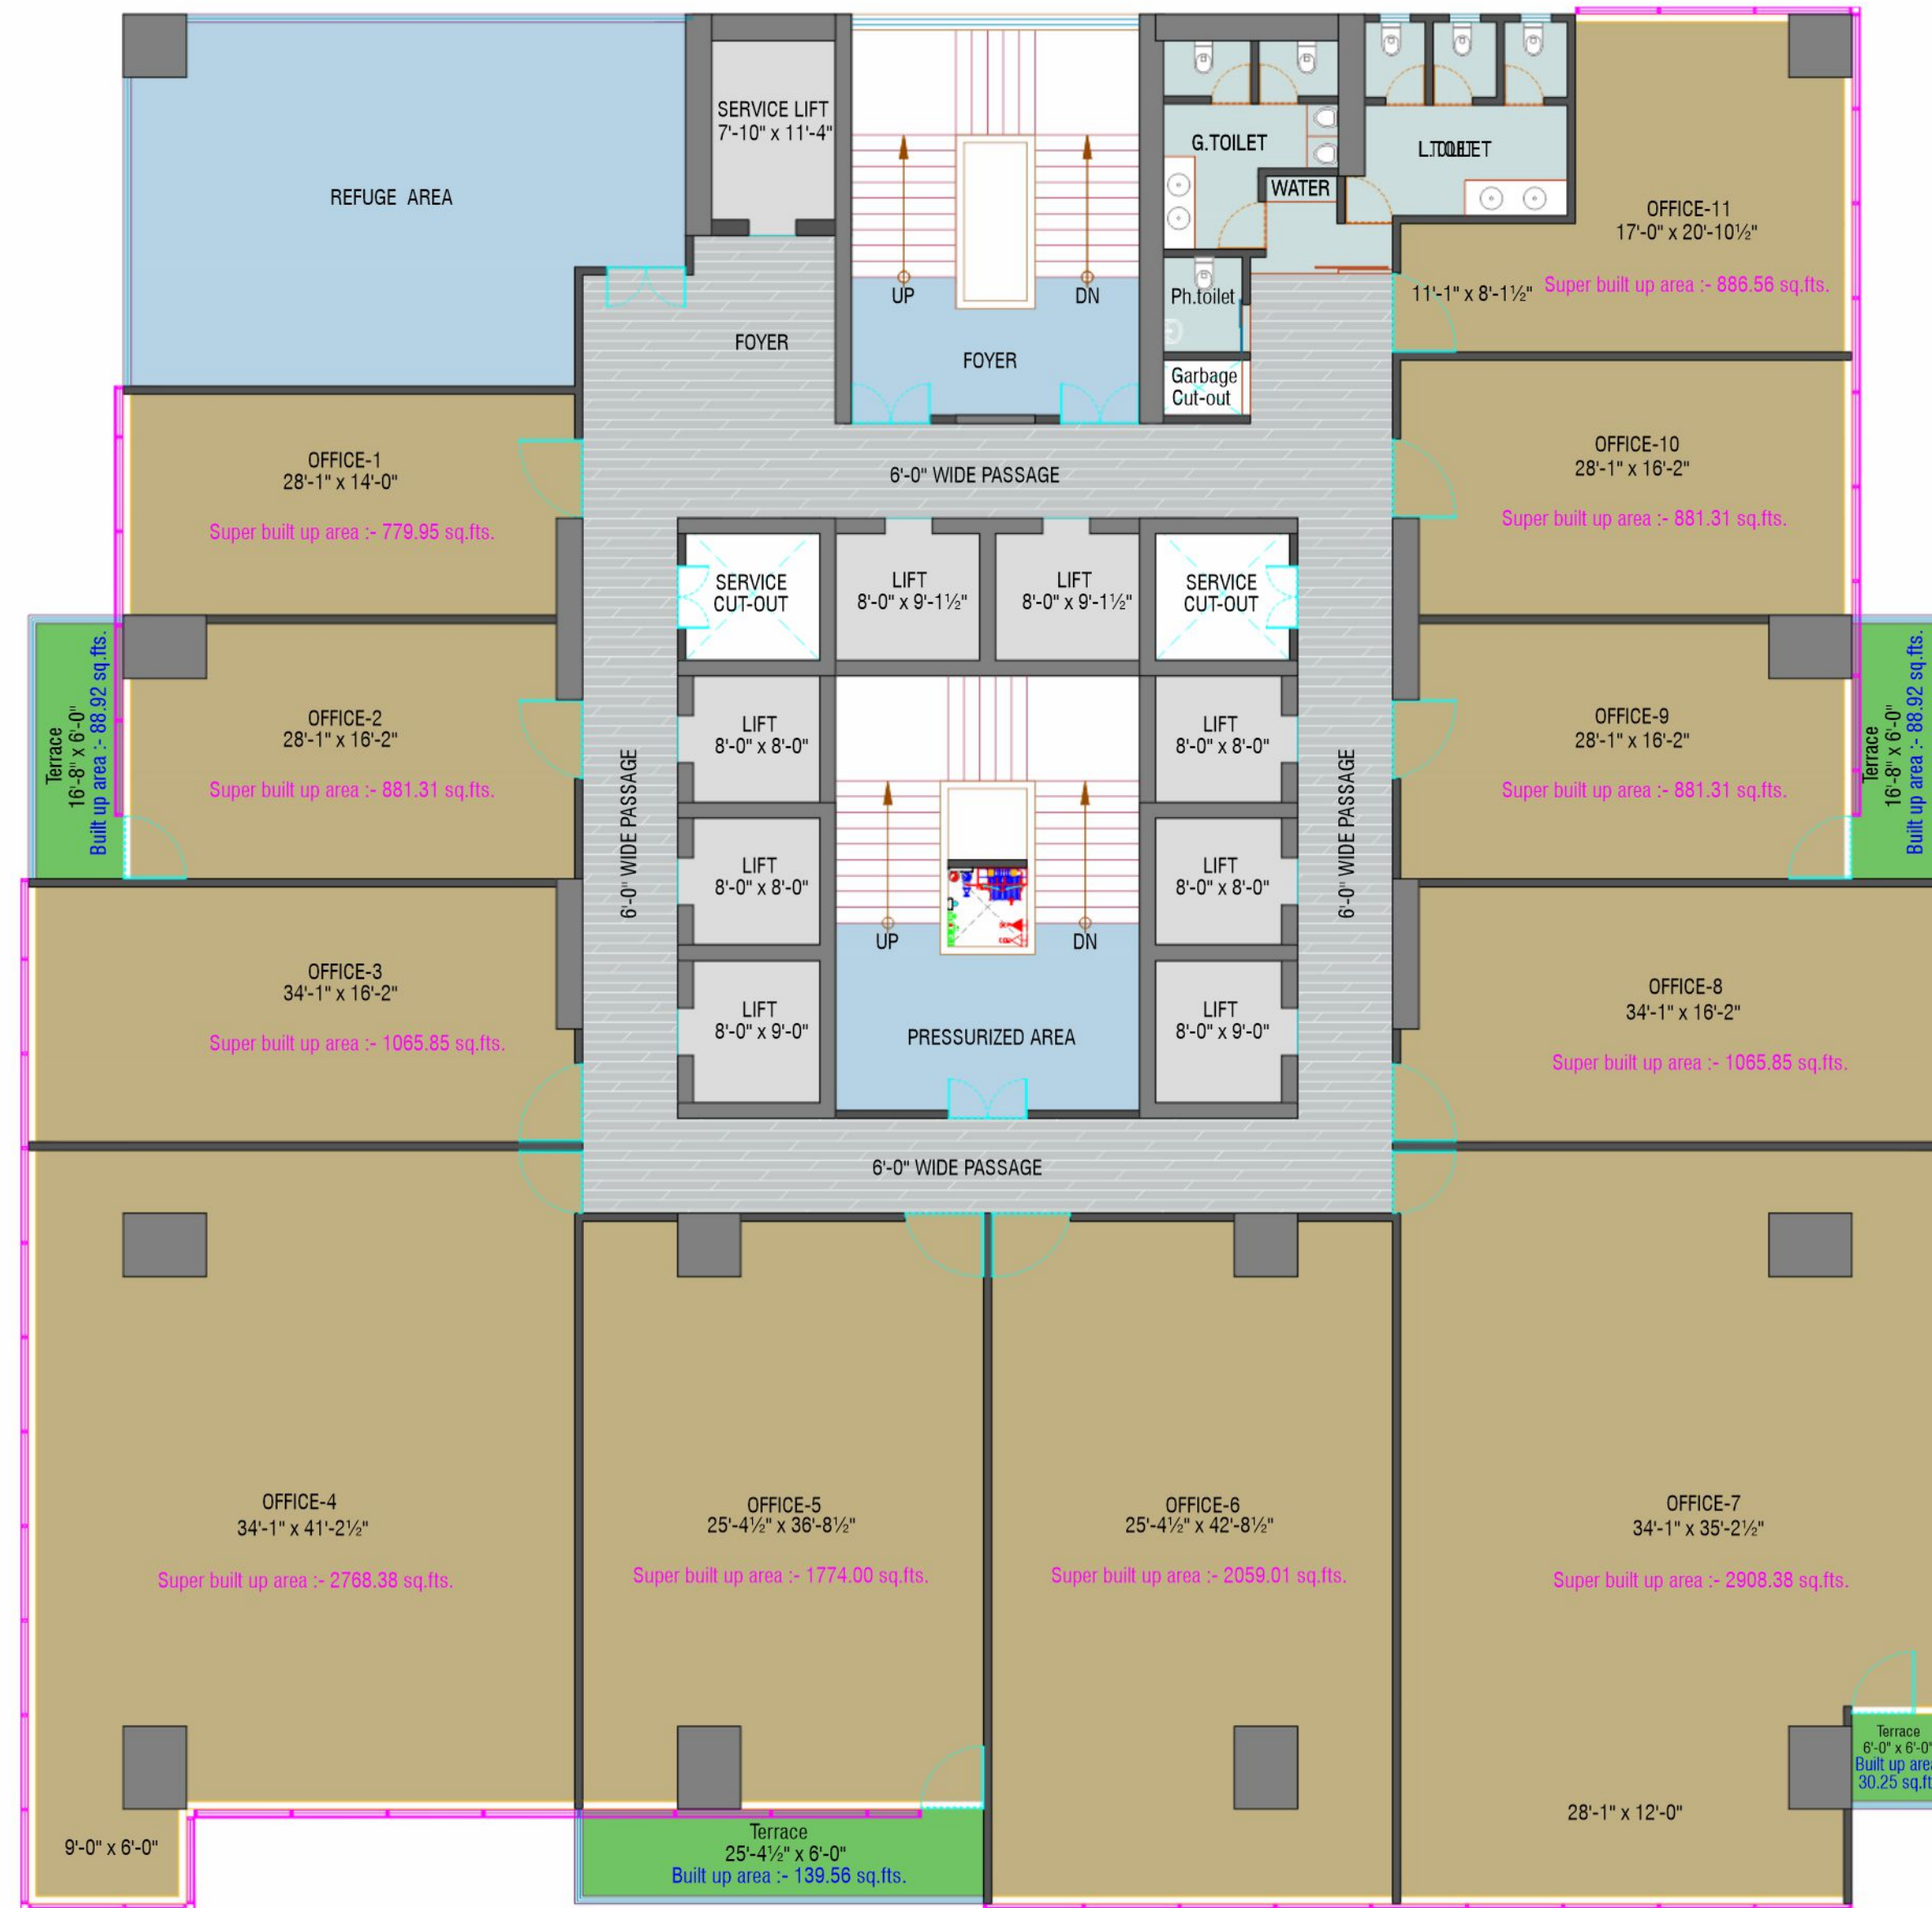 SERVICE LIFT
7'-10" x 11'-4"
REFUGE AREA
G.TOILET
WATER
UP
DN
FOYER
FOYER
Ph.toilet
Garbage
Cut-out
OFFICE-11
17'-0" x 20'-10½"
Super built up area :- 886.56 sq.fts.
11'-1" x 8'-1½"
OFFICE-1
28'-1" x 14'-0"
Super built up area :- 779.95 sq.fts.
6'-0" WIDE PASSAGE
OFFICE-10
28'-1" x 16'-2"
Super built up area :- 881.31 sq.fts.
SERVICE
CUT-OUT
LIFT
8'-0" x 9'-1½"
LIFT
8'-0" x 9'-1½"
SERVICE
CUT-OUT
Terrace
16'-8" x 6'-0"
Built up area :- 88.92 sq.fts.
OFFICE-2
28'-1" x 16'-2"
Super built up area :- 881.31 sq.fts.
6'-0" WIDE PASSAGE
LIFT
8'-0" x 8'-0"
LIFT
8'-0" x 8'-0"
6'-0" WIDE PASSAGE
OFFICE-9
28'-1" x 16'-2"
Super built up area :- 881.31 sq.fts.
Terrace
16'-8" x 6'-0"
Built up area :- 88.92 sq.fts.
LIFT
8'-0" x 8'-0"
LIFT
8'-0" x 8'-0"
UP
DN
OFFICE-3
34'-1" x 16'-2"
Super built up area :- 1065.85 sq.fts.
LIFT
8'-0" x 9'-0"
PRESSURIZED AREA
LIFT
8'-0" x 9'-0"
OFFICE-8
34'-1" x 16'-2"
Super built up area :- 1065.85 sq.fts.
6'-0" WIDE PASSAGE
OFFICE-4
34'-1" x 41'-2½"
Super built up area :- 2768.38 sq.fts.
OFFICE-5
25'-4½" x 36'-8½"
Super built up area :- 1774.00 sq.fts.
OFFICE-6
25'-4½" x 42'-8½"
Super built up area :- 2059.01 sq.fts.
OFFICE-7
34'-1" x 35'-2½"
Super built up area :- 2908.38 sq.fts.
Terrace
6'-0" x 6'-0"
Built up area
30.25 sq.ft
9'-0" x 6'-0"
Terrace
25'-4½" x 6'-0"
Built up area :- 139.56 sq.fts.
28'-1" x 12'-0"